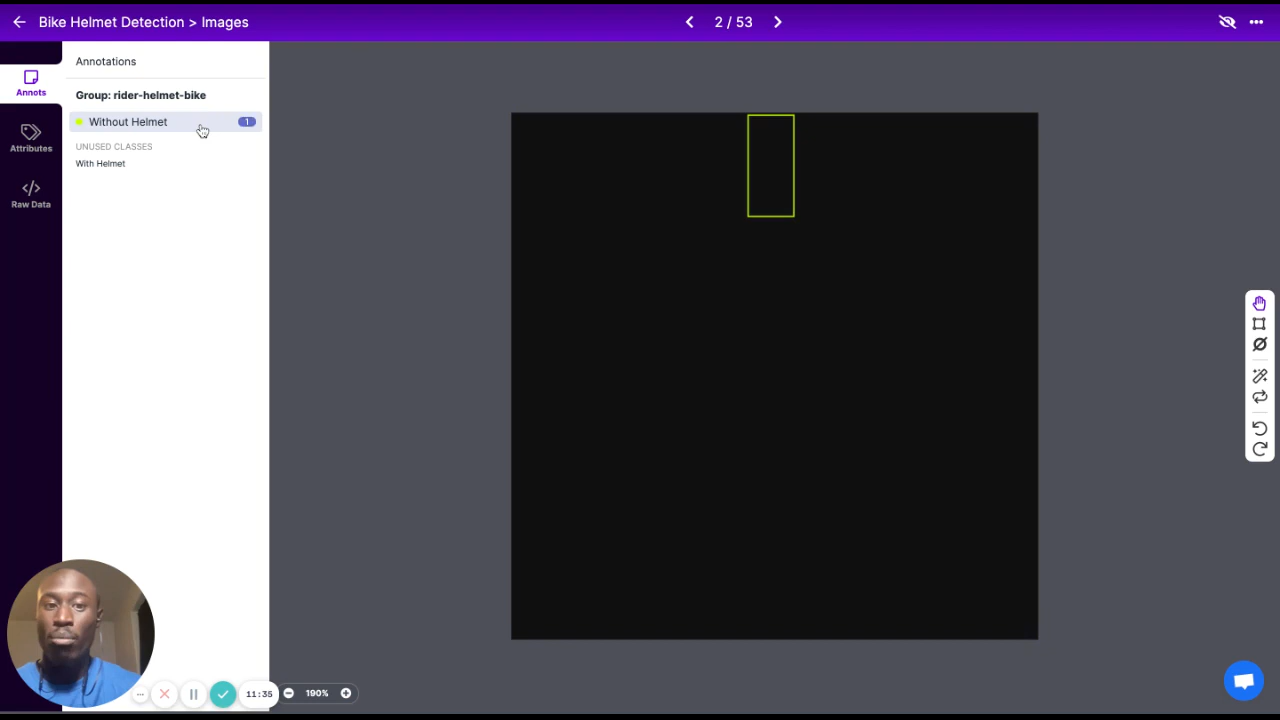 Bike Helmet Detection > Images
2 / 53
Annots
Attributes
Raw Data
Annotations
Group: rider-helmet-bike
Without Helmet 1
UNUSED CLASSES
With Helmet
11:35
190%